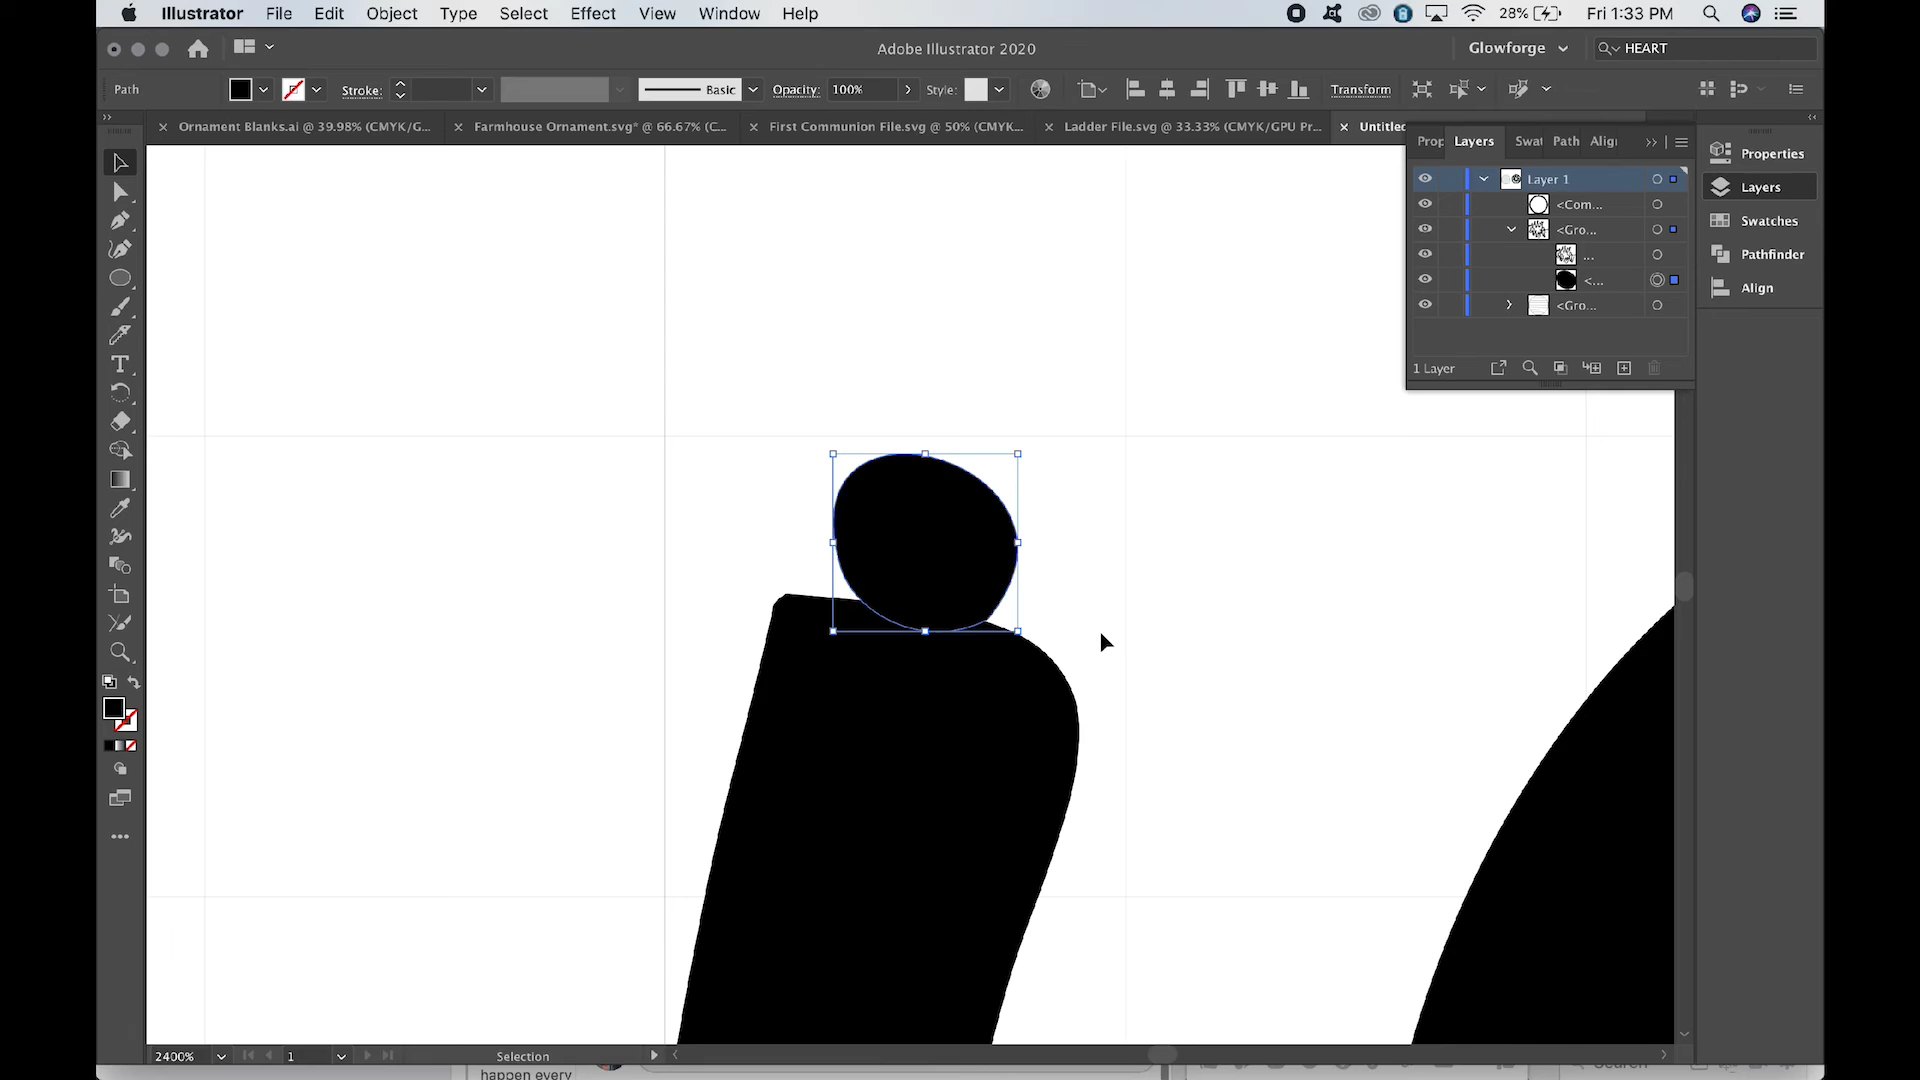 Illustrator File Edit Object Type Select Effect View Window Help 28% Fri 1:33 PM
Adobe Illustrator 2020 Glowforge HEART
Path Stroke: Basic Opacity: 100% Style: Transform
Ornament Blanks.ai @ 39.98% (CMYK/G... Farmhouse Ornament.svg* @ 66.67% (C... First Communion File.svg @ 50% (CMYK... Ladder File.svg @ 33.33% (CMYK/GPU Pr... Untitled
Prop Layers Swat Path Aligi
Properties
Layer 1
Layers
<Com...
Swatches
<Gro...
...
Pathfinder
<...
Align
<Gro...
1 Layer
2400% 1 Selection
happen every
Search